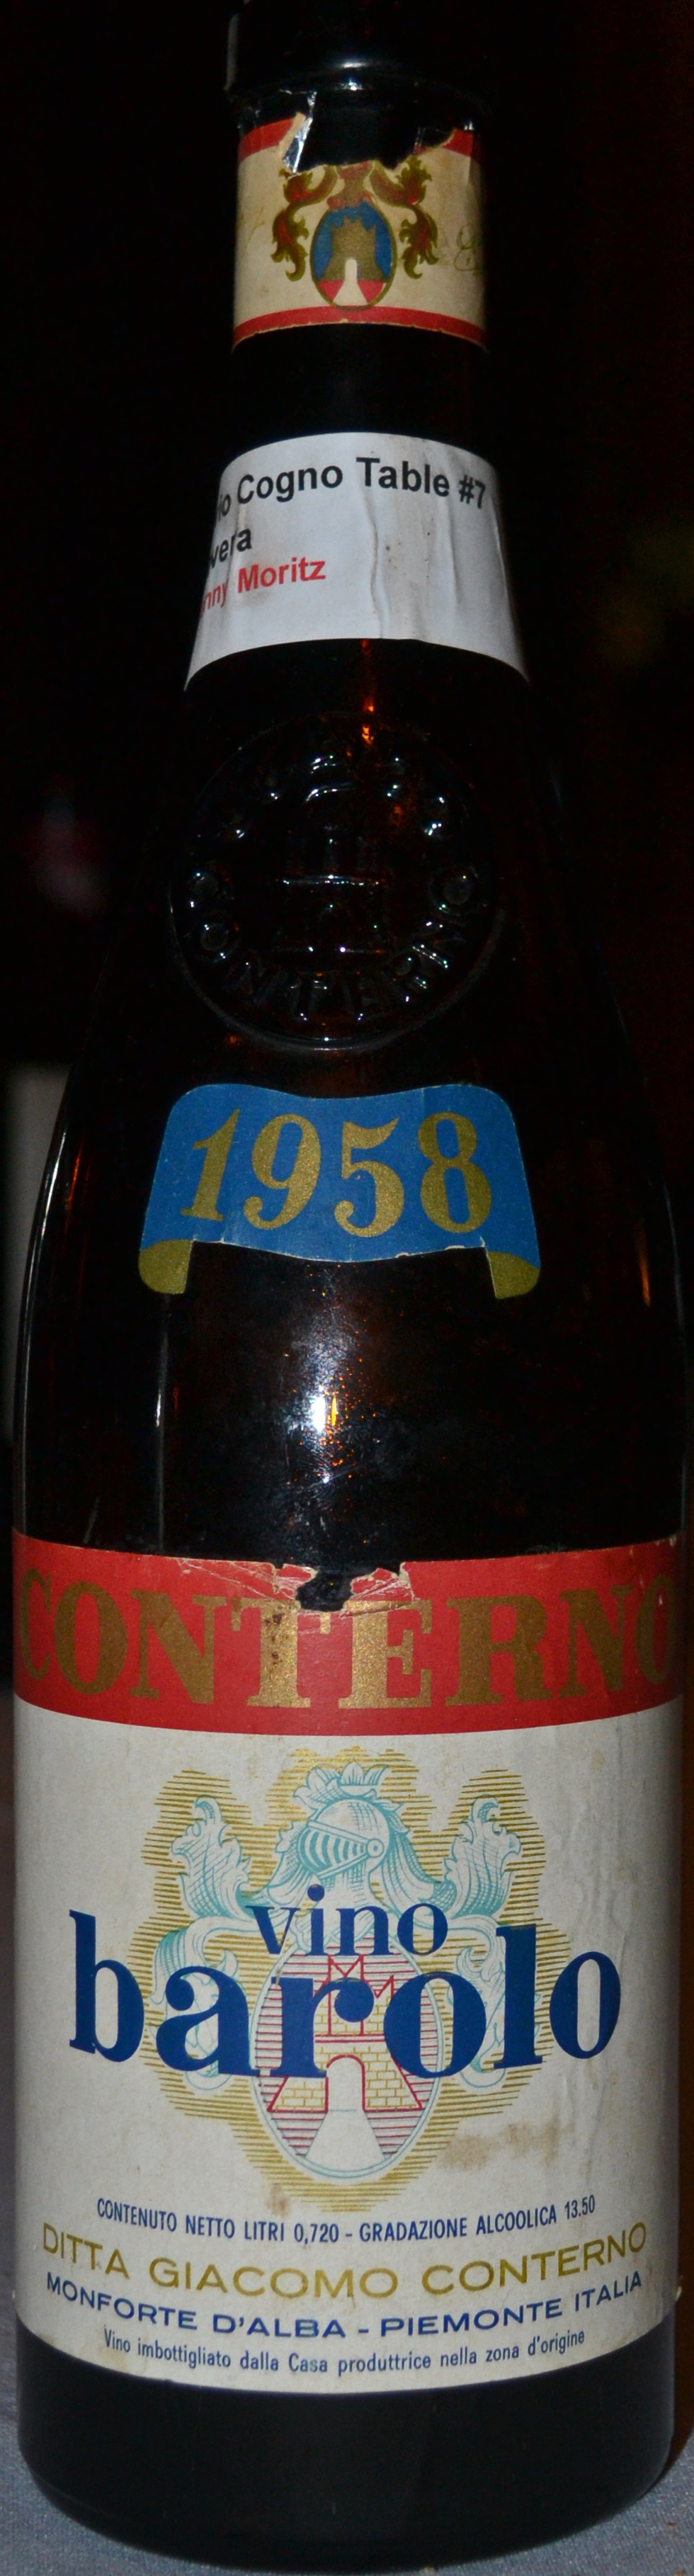 Cogno Table #7
Moritz
CONTERNO
1958
CONTERNO
vino
barolo
CONTENUTO NETTO LITRI 0,720 - GRADAZIONE ALCOOLICA 13.50
DITTA GIACOMO CONTERNO
MONFORTE D'ALBA - PIEMONTE ITALIA
Vino imbottigliato dalla Casa produttrice nella zona d'origine